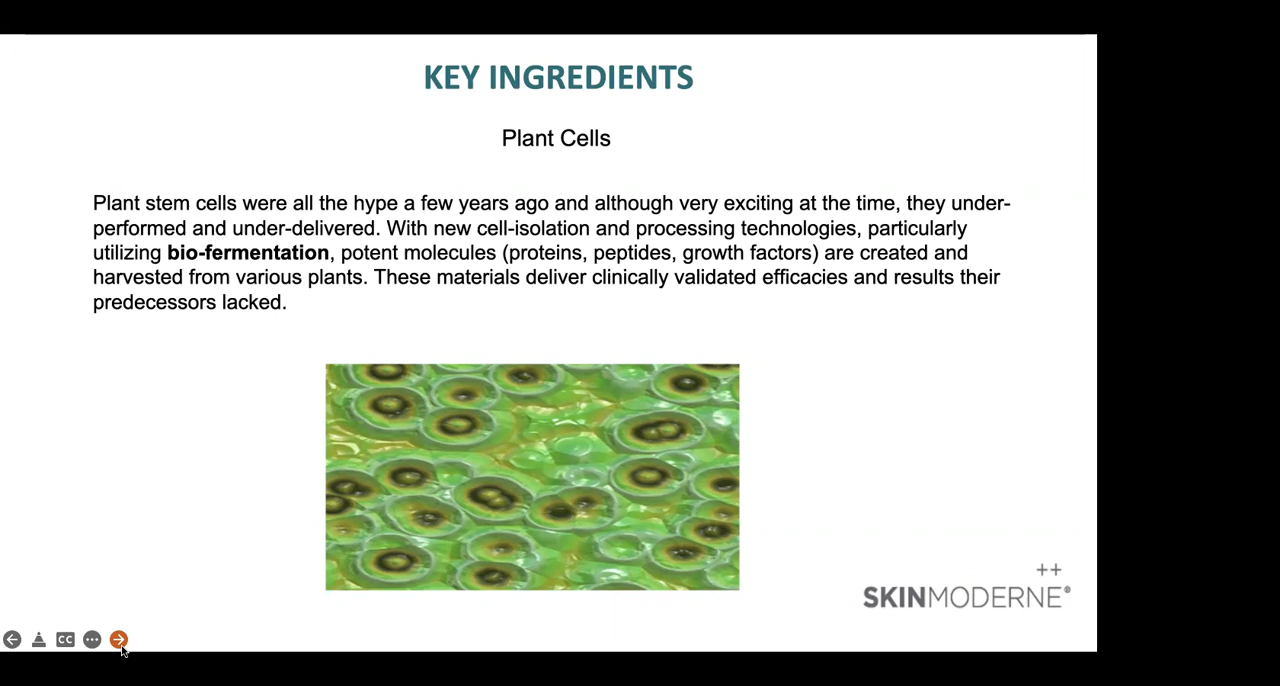 KEY INGREDIENTS
Plant Cells
Plant stem cells were all the hype a few years ago and although very exciting at the time, they under-
performed and under-delivered. With new cell-isolation and processing technologies, particularly
utilizing bio-fermentation, potent molecules (proteins, peptides, growth factors) are created and
harvested from various plants. These materials deliver clinically validated efficacies and results their
predecessors lacked.
++
SKINMODERNE®
CC